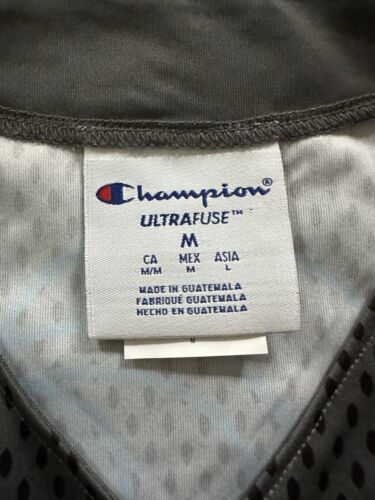 Champion®
ULTRAFUSE™
M
CA MEX ASIA
M/M M L
MADE IN GUATEMALA
FABRIQUÉ GUATEMALA
HECHO EN GUATEMALA